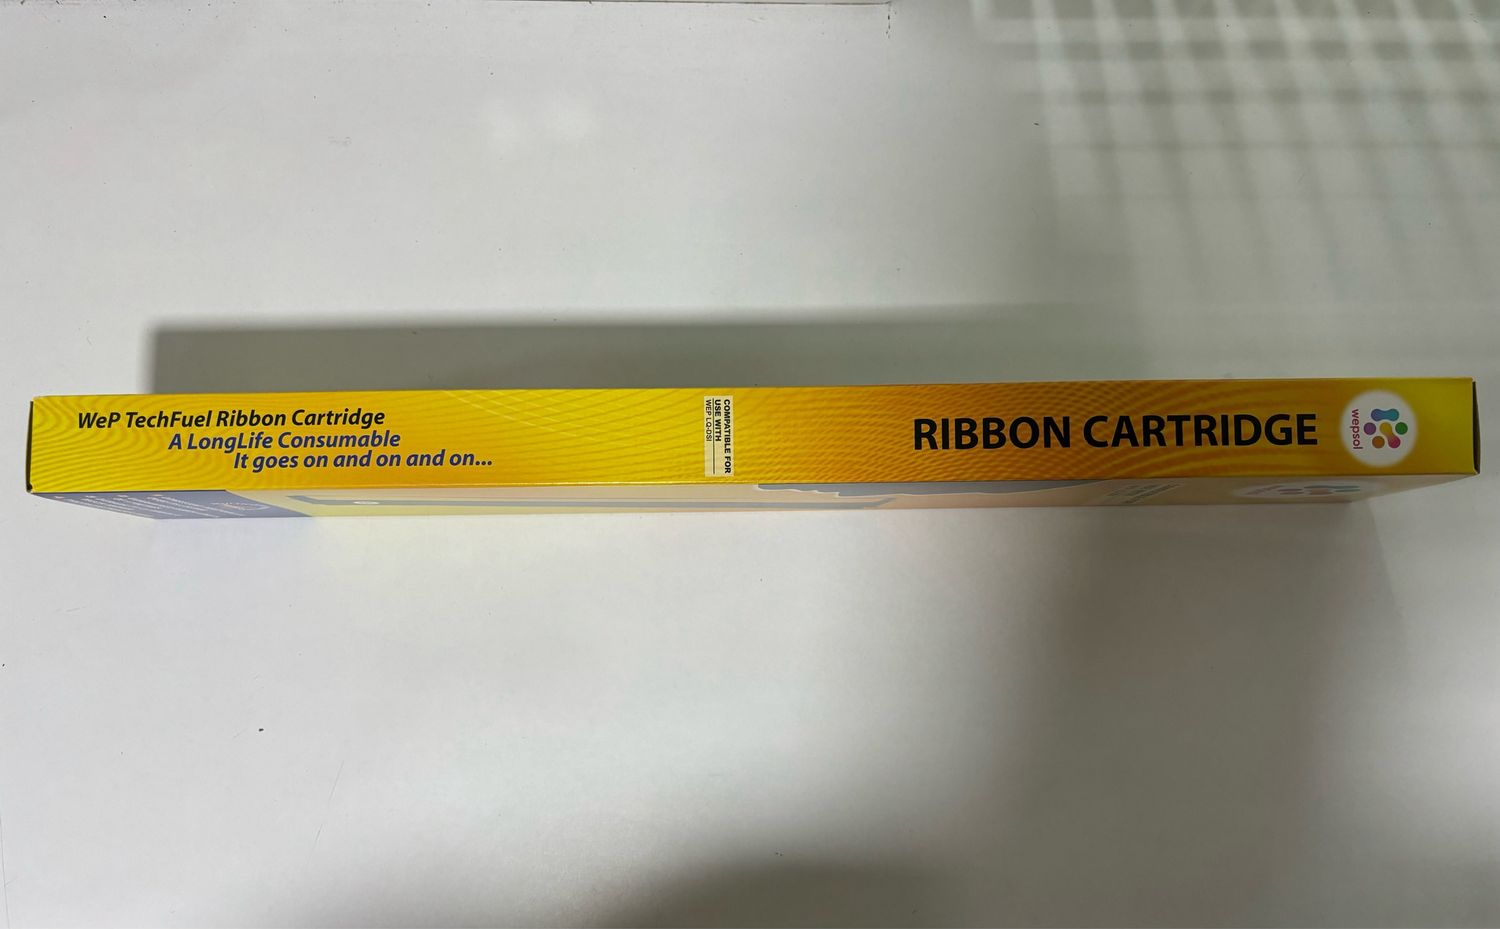 WeP TechFuel Ribbon Cartridge
A LongLife Consumable
It goes on and on and on...
COMPATIBLE FOR
USE WITH
WEP LQ-DSI
RIBBON CARTRIDGE
wepsol